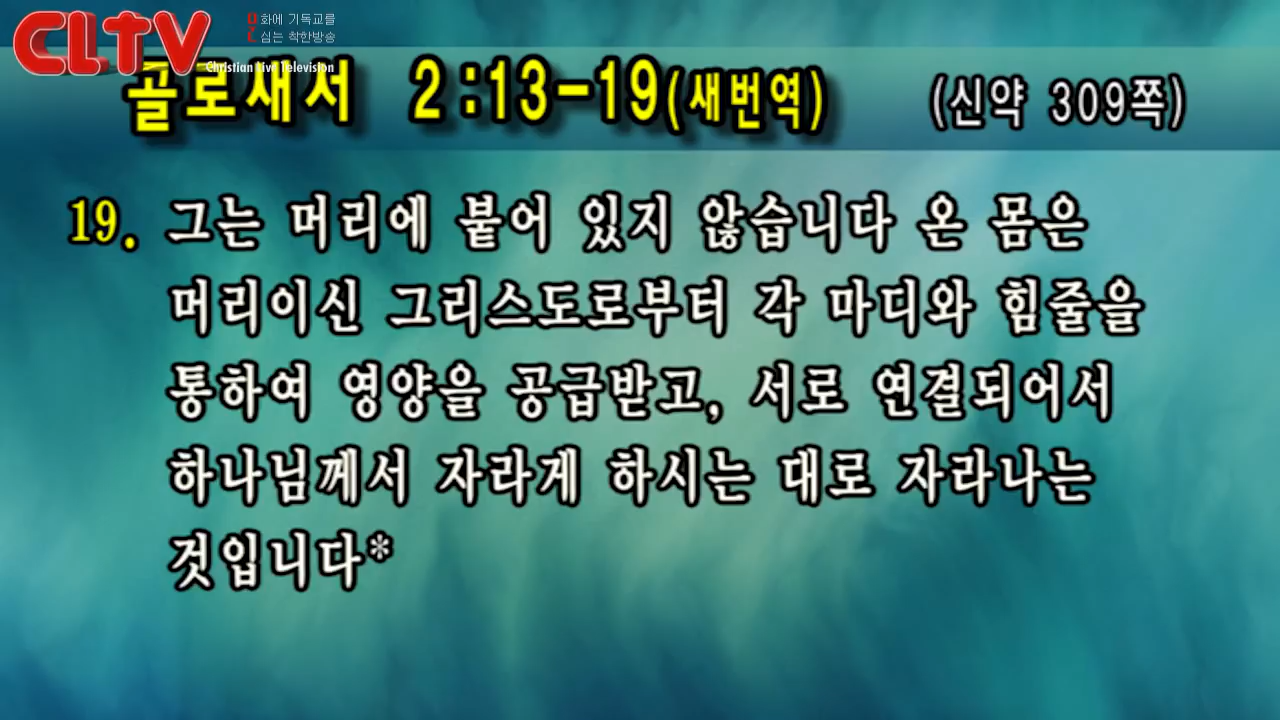 CLTV
문화에 기독교를
심는 착한방송
Christian Live Television
골로새서 2:13-19(새번역) (신약 309쪽)
19. 그는 머리에 붙어 있지 않습니다 온 몸은
머리이신 그리스도로부터 각 마디와 힘줄을
통하여 영양을 공급받고, 서로 연결되어서
하나님께서 자라게 하시는 대로 자라나는
것입니다*